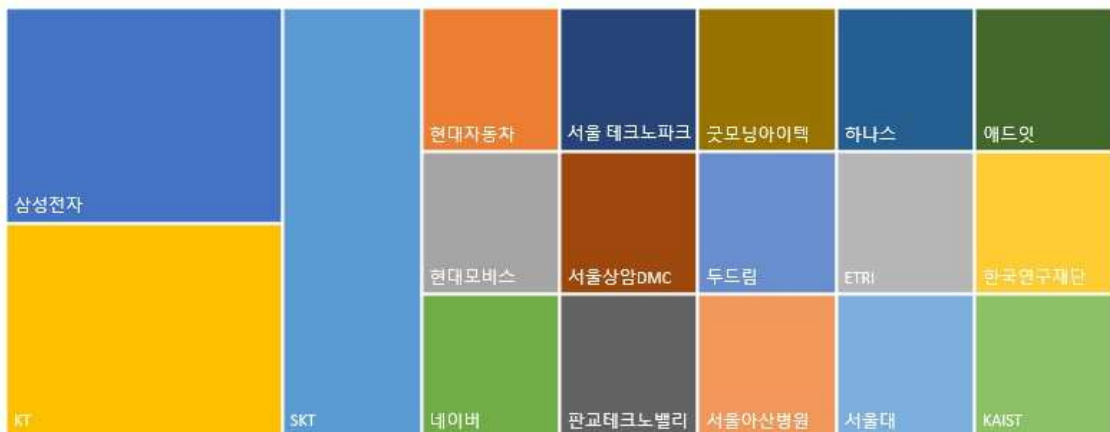 삼성전자
KT
SKT
현대자동차
서울 테크노파크
굿모닝아이텍
하나스
애드잇
현대모비스
서울상암DMC
두드림
ETRI
한국연구재단
네이버
판교테크노밸리
서울아산병원
서울대
KAIST